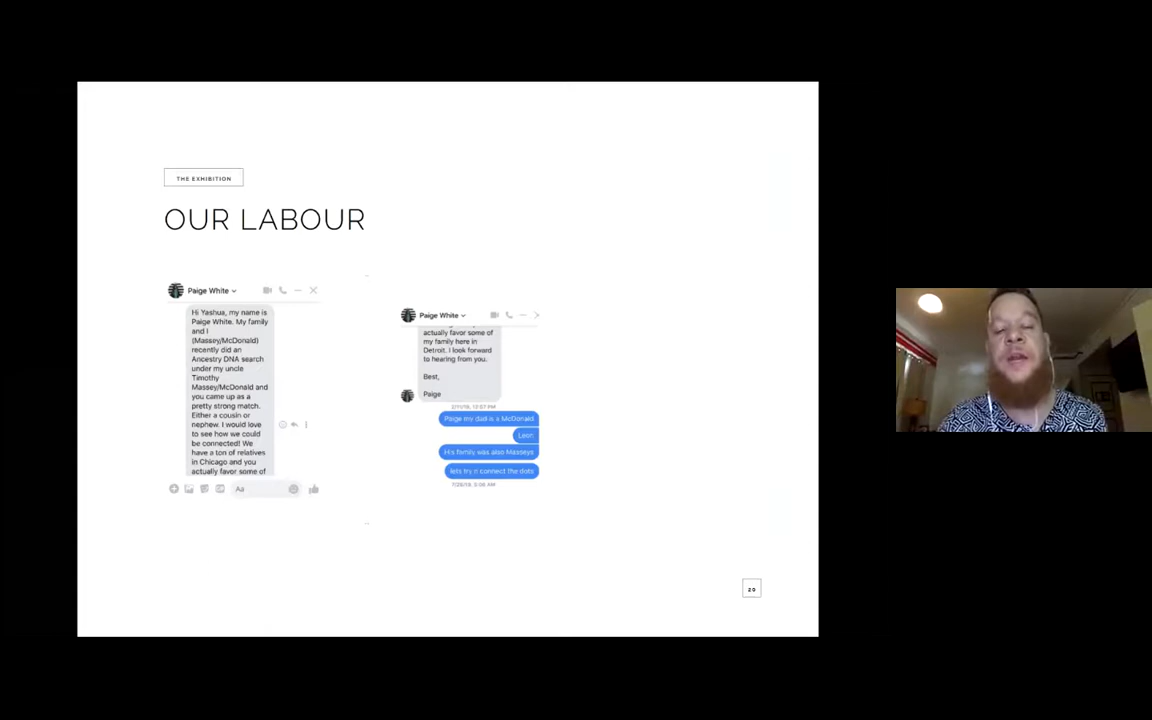 THE EXHIBITION
OUR LABOUR
Paige White
Hi Yashua, my name is
Paige White. My family
and I
(Massey/McDonald)
recently did an
Ancestry DNA search
under my uncle
Timothy
Massey/McDonald and
you came up as a
pretty strong match.
Either a cousin or
nephew. I would love
to see how we could
be connected! We
have a ton of relatives
in Chicago and you
actually favor some of
Aa
Paige White
actually favor some of
my family here in
Detroit. I look forward
to hearing from you.
Best,
Paige
Paige my dad is a McDonald
Leon
His family was also Masseys
lets try n connect the dots
20